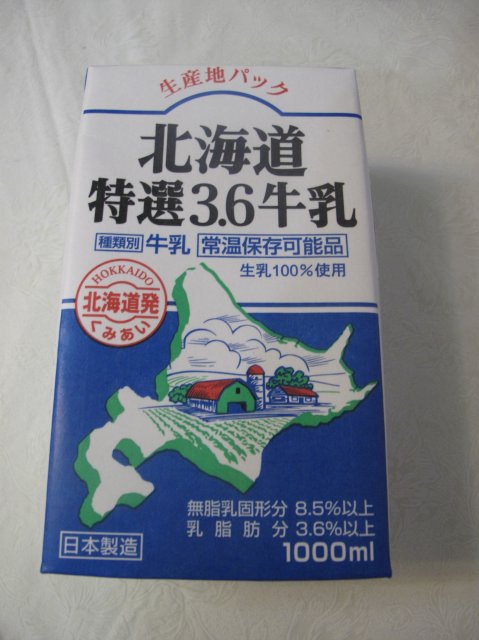 生産地パック
北海道
特選3.6牛乳
種類別 牛乳 常温保存可能品
生乳100%使用
HOKKAIDO
北海道発
くみあい
無脂乳固形分 8.5%以上
乳脂肪分 3.6%以上
日本製造
1000ml